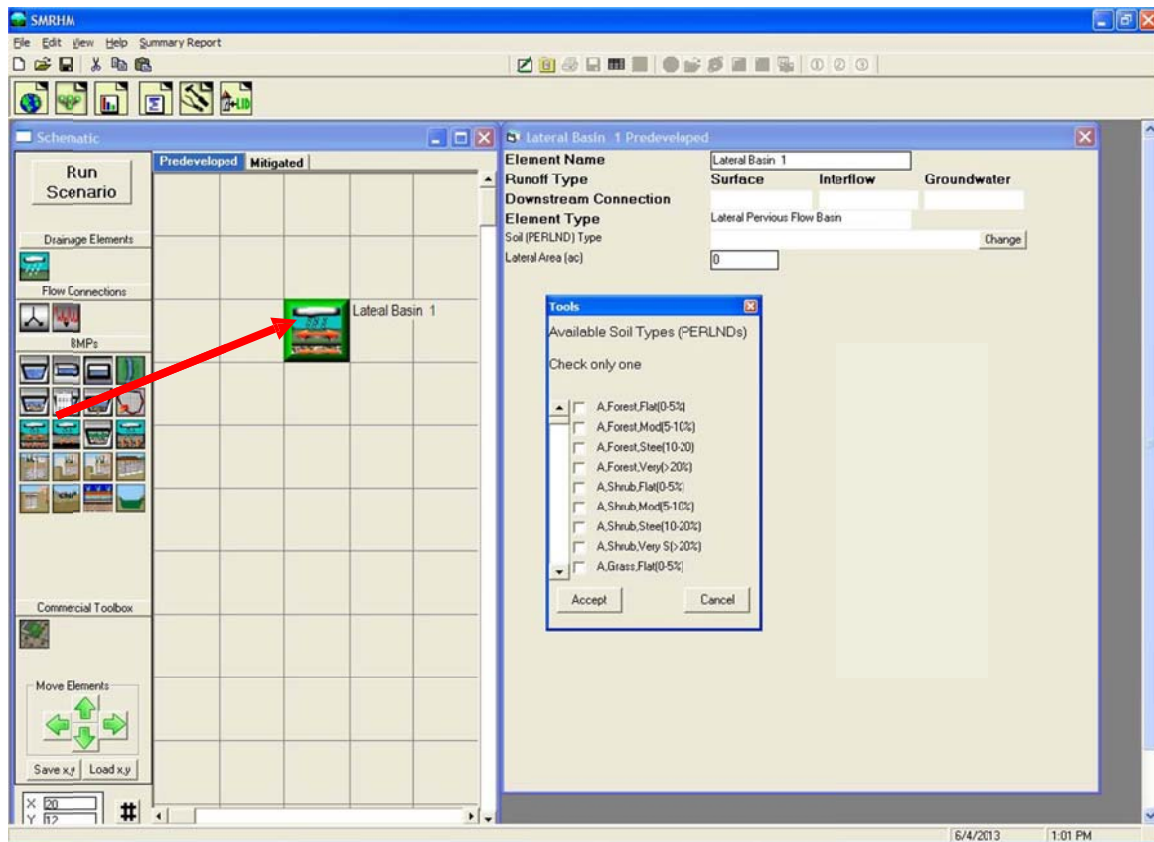 SMRHM
File Edit View Help Summary Report
Schematic
Run
Scenario
Predeveloped Mitigated
Drainage Elements
Flow Connections
BMPs
Lateal Basin 1
Commercial Toolbox
Move Elements
Save x,y Load x,y
X 20
Y 12
#
Lateral Basin 1 Predeveloped
Element Name Lateral Basin 1
Runoff Type Surface Interflow Groundwater
Downstream Connection
Element Type Lateral Pervious Flow Basin
Soil (PERLND) Type Change
Lateral Area (ac) 0
Tools
Available Soil Types (PERLNDs)
Check only one
A,Forest,Flat(0-5%)
A,Forest,Mod(5-10%)
A,Forest,Stee(10-20)
A,Forest,Very(>20%)
A,Shrub,Flat(0-5%)
A,Shrub,Mod(5-10%)
A,Shrub,Stee(10-20%)
A,Shrub,Very S(>20%)
A,Grass,Flat(0-5%)
Accept Cancel
6/4/2013 1:01 PM